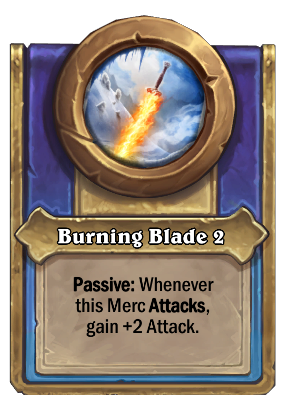 Burning Blade 2
Passive: Whenever
this Merc Attacks,
gain +2 Attack.